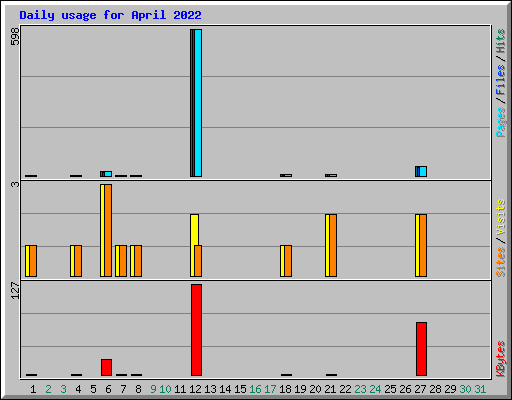 Daily usage for April 2022
598
Pages / Files / Hits
3
Sites / Visits
127
KBytes
1 2 3 4 5 6 7 8 9 10 11 12 13 14 15 16 17 18 19 20 21 22 23 24 25 26 27 28 29 30 31